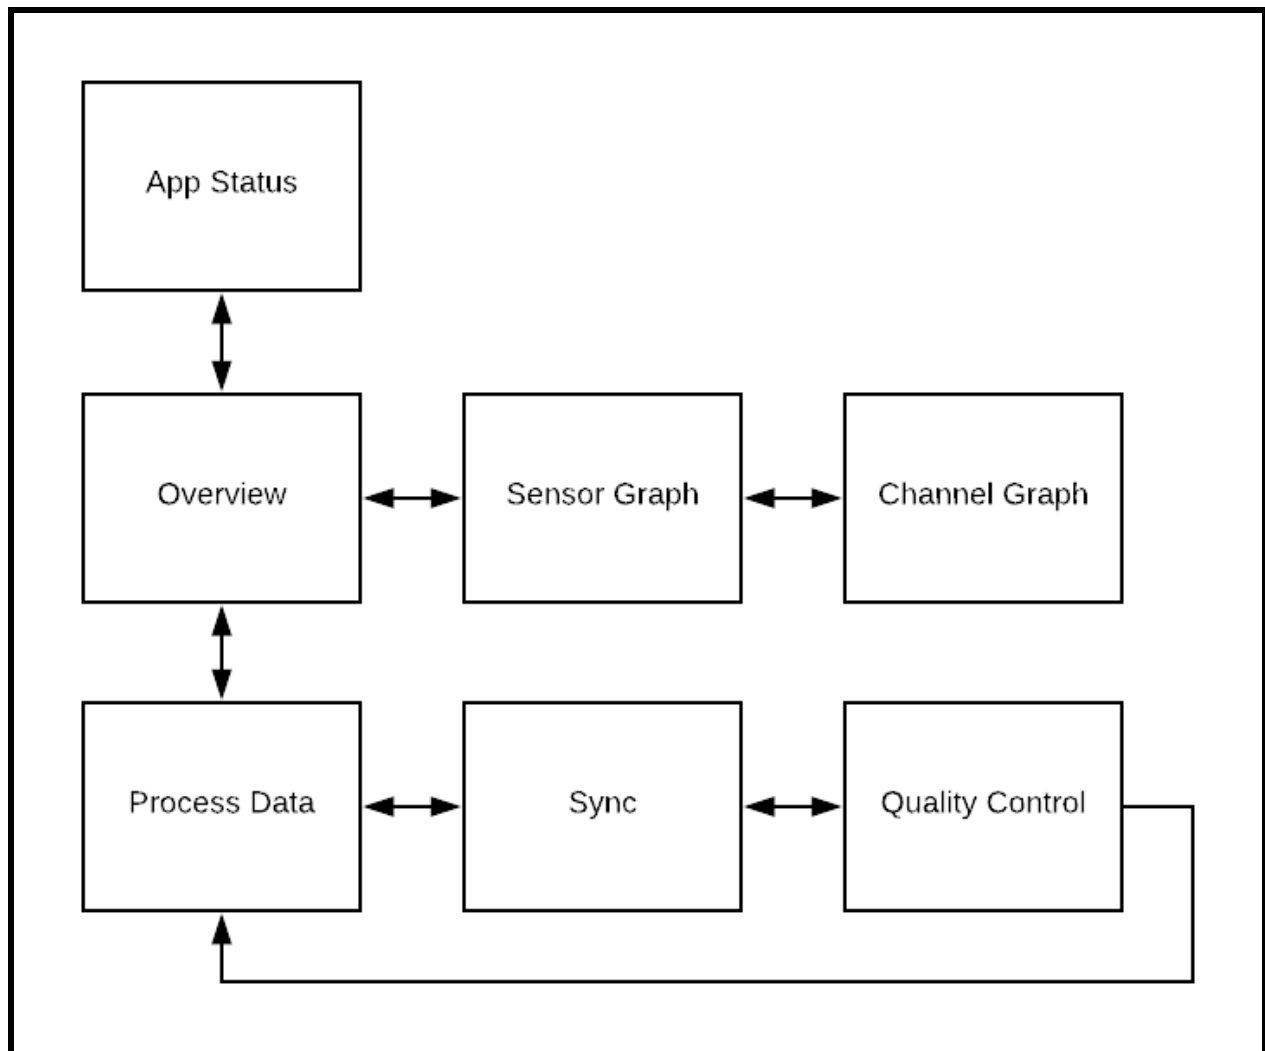 App Status
Overview
Sensor Graph
Channel Graph
Process Data
Sync
Quality Control